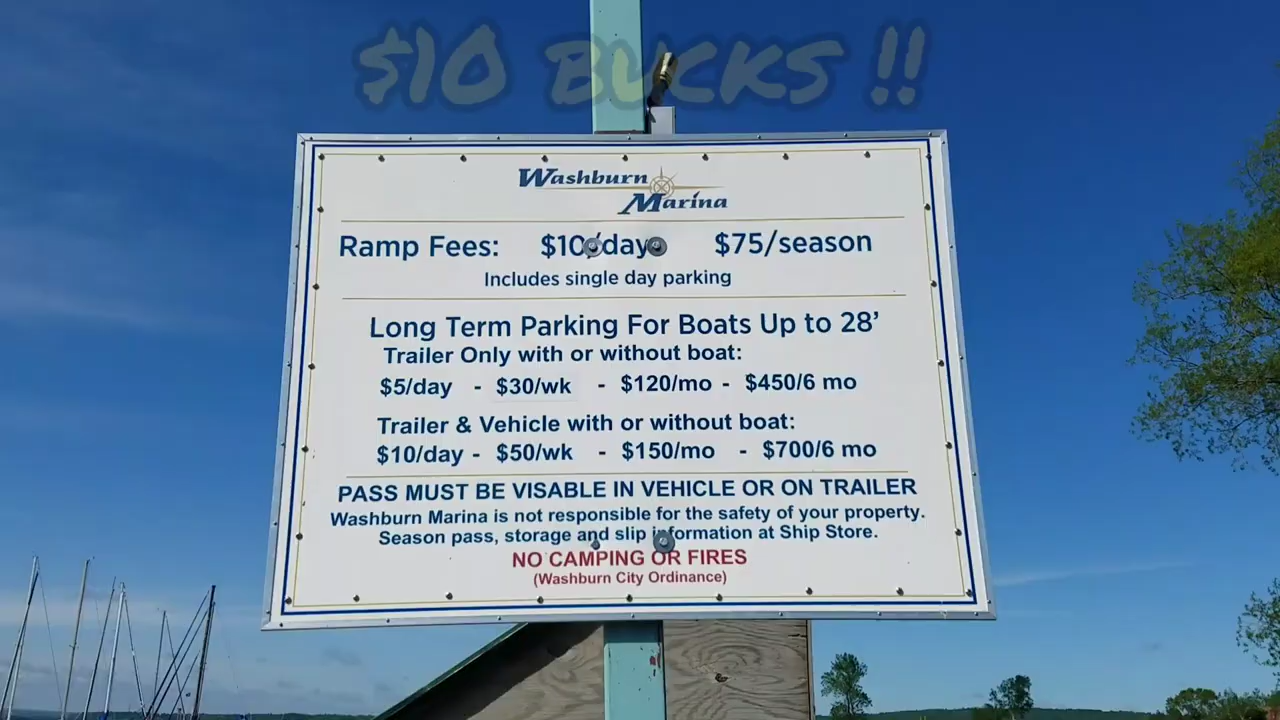 $10 BUCKS !!
Washburn
Marina
Ramp Fees: $10/day $75/season
Includes single day parking
Long Term Parking For Boats Up to 28'
Trailer Only with or without boat:
$5/day - $30/wk - $120/mo - $450/6 mo
Trailer & Vehicle with or without boat:
$10/day - $50/wk - $150/mo - $700/6 mo
PASS MUST BE VISABLE IN VEHICLE OR ON TRAILER
Washburn Marina is not responsible for the safety of your property.
Season pass, storage and slip information at Ship Store.
NO CAMPING OR FIRES
(Washburn City Ordinance)